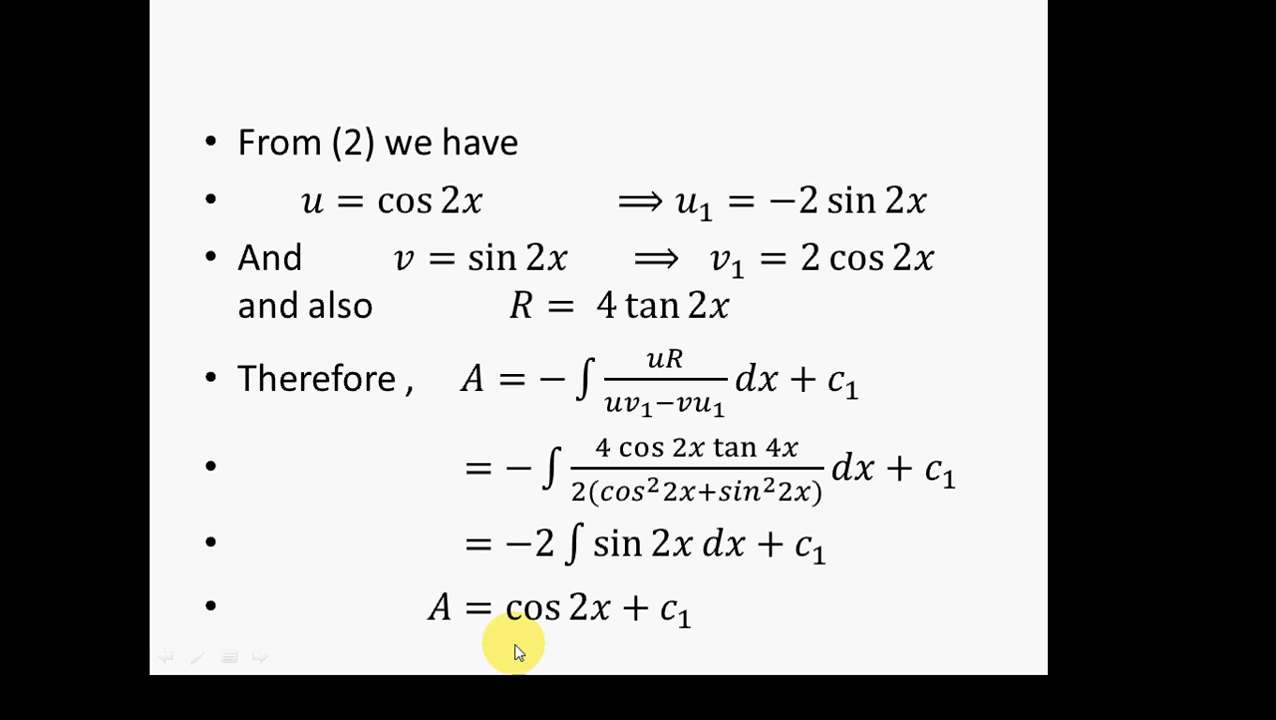 • From (2) we have
• u = cos 2x ⟹ u₁ = −2 sin 2x
• And v = sin 2x ⟹ v₁ = 2 cos 2x
and also R = 4 tan 2x
• Therefore , A = − ∫ uR/(uv₁−vu₁) dx + c₁
• = − ∫ (4 cos 2x tan 4x)/(2(cos²2x+sin²2x)) dx + c₁
• = −2 ∫ sin 2x dx + c₁
• A = cos 2x + c₁